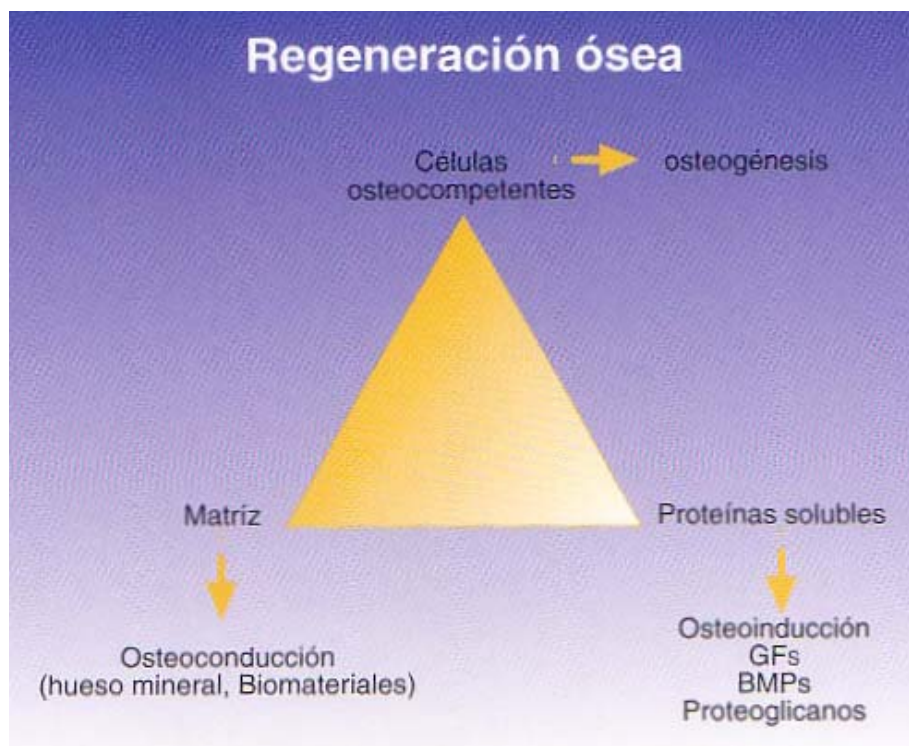 Regeneración ósea
Células
osteocompetentes
osteogénesis
Matríz
Proteínas solubles
Osteoconducción
(hueso mineral, Biomateriales)
Osteoinducción
GFs
BMPs
Proteoglicanos